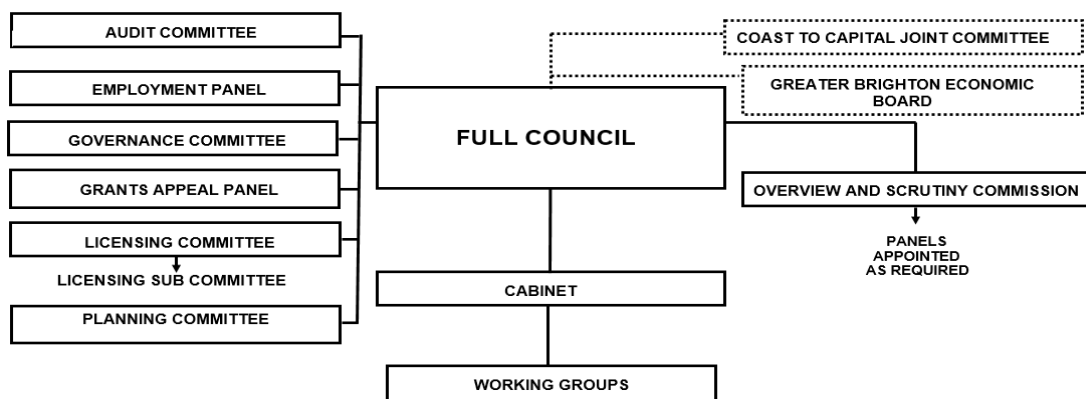 AUDIT COMMITTEE
EMPLOYMENT PANEL
GOVERNANCE COMMITTEE
GRANTS APPEAL PANEL
LICENSING COMMITTEE
LICENSING SUB COMMITTEE
PLANNING COMMITTEE
FULL COUNCIL
CABINET
WORKING GROUPS
COAST TO CAPITAL JOINT COMMITTEE
GREATER BRIGHTON ECONOMIC
BOARD
OVERVIEW AND SCRUTINY COMMISSION
PANELS
APPOINTED
AS REQUIRED